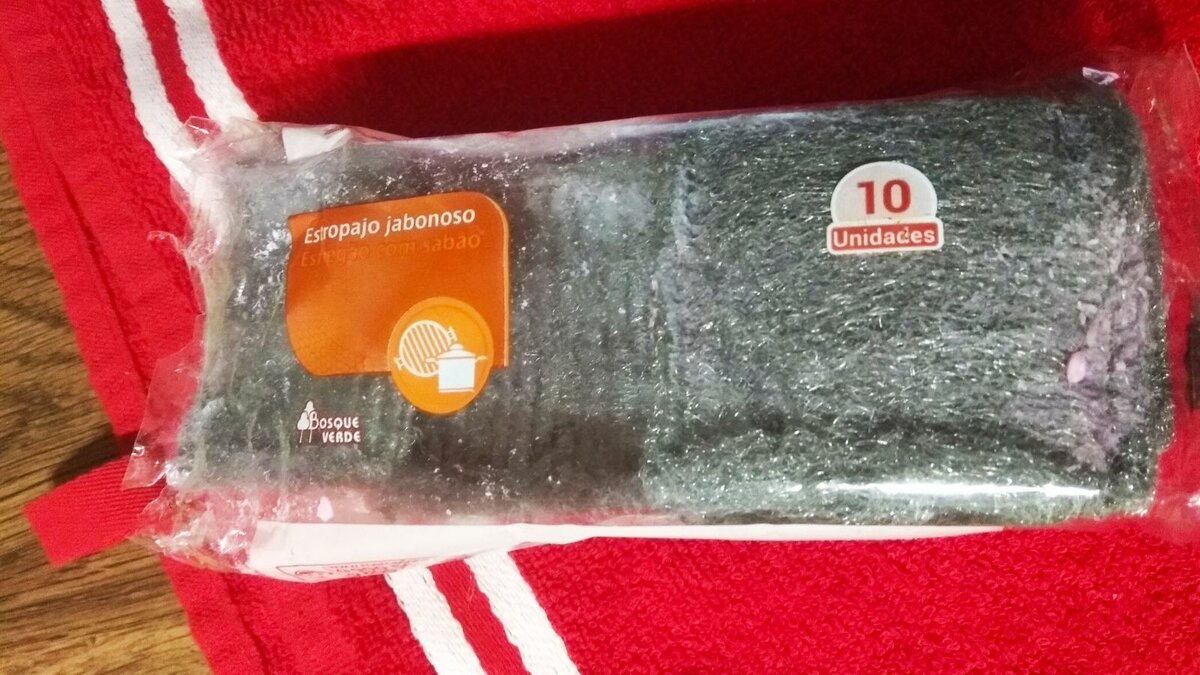 Estropajo jabonoso
Esfregão com sabão
10
Unidades
BOSQUE
VERDE